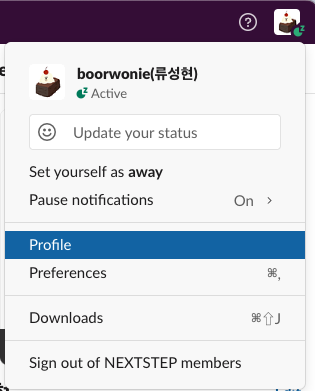 boorwonie(류성현)
Active
Update your status
Set yourself as away
Pause notifications On >
Profile
Preferences ⌘,
Downloads ⌘⇧J
Sign out of NEXTSTEP members